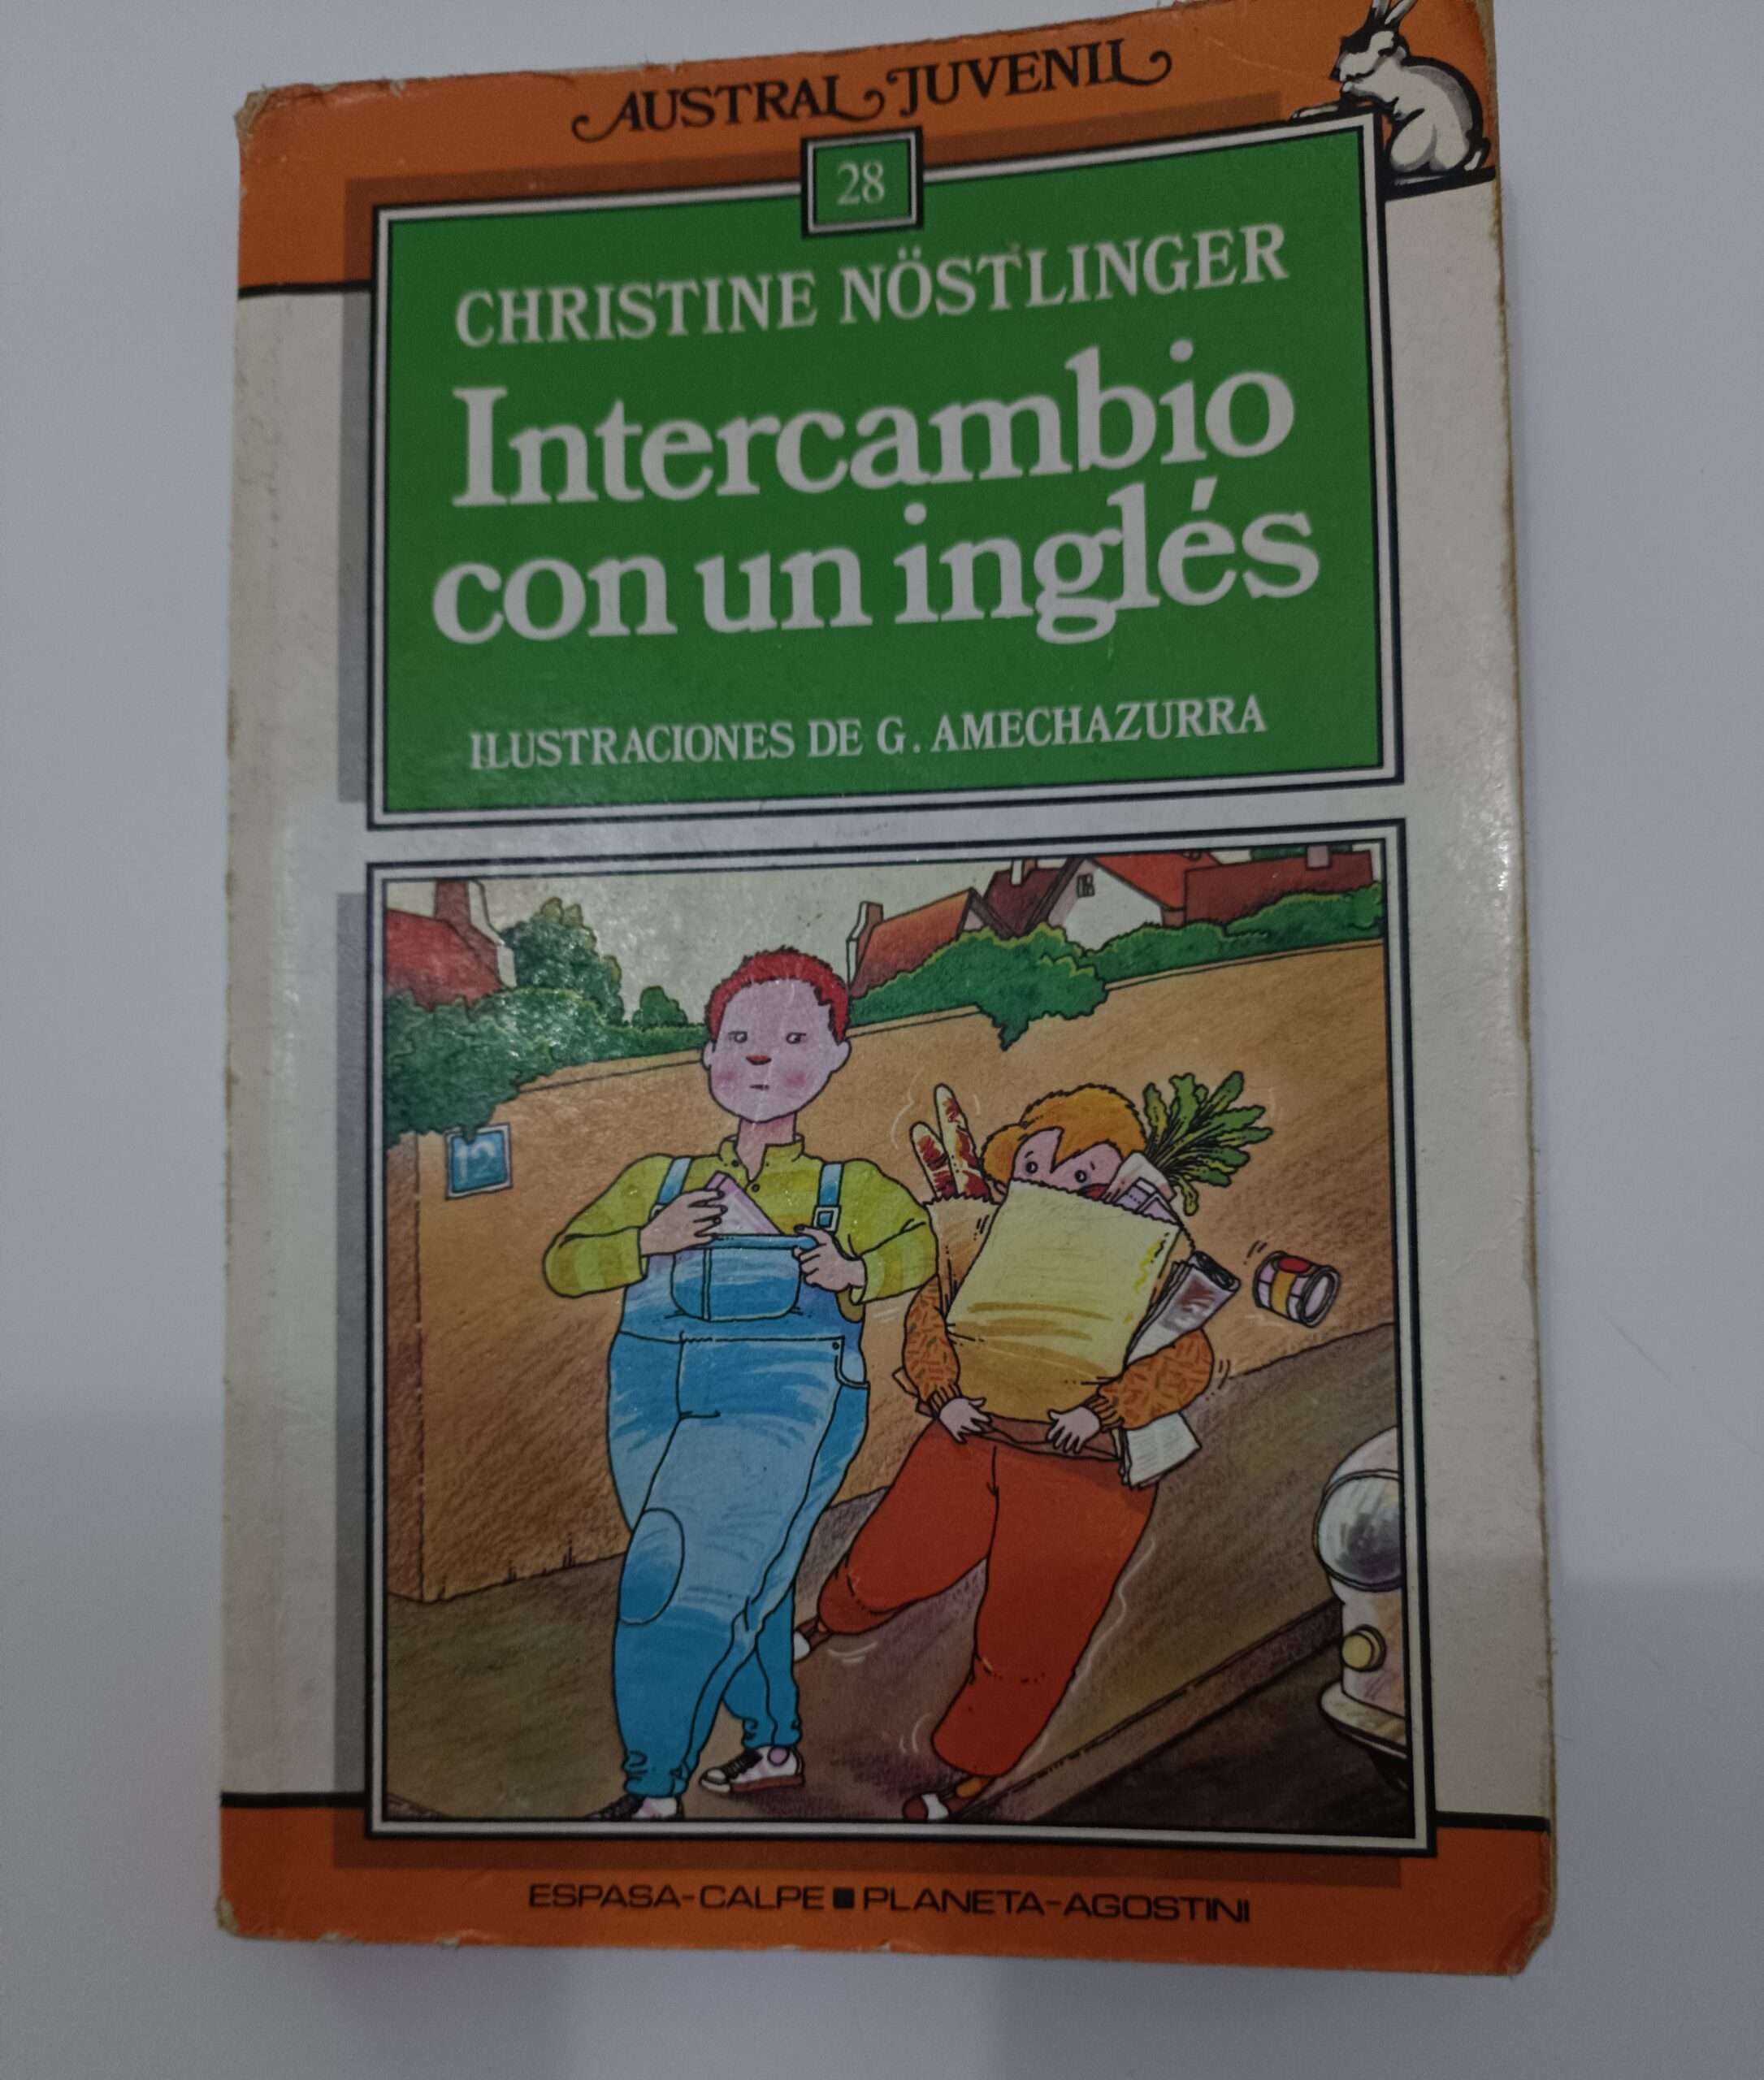 AUSTRAL JUVENIL
28
CHRISTINE NÖSTLINGER
Intercambio
con un inglés
ILUSTRACIONES DE G. AMECHAZURRA
12
ESPASA-CALPE ■ PLANETA-AGOSTINI